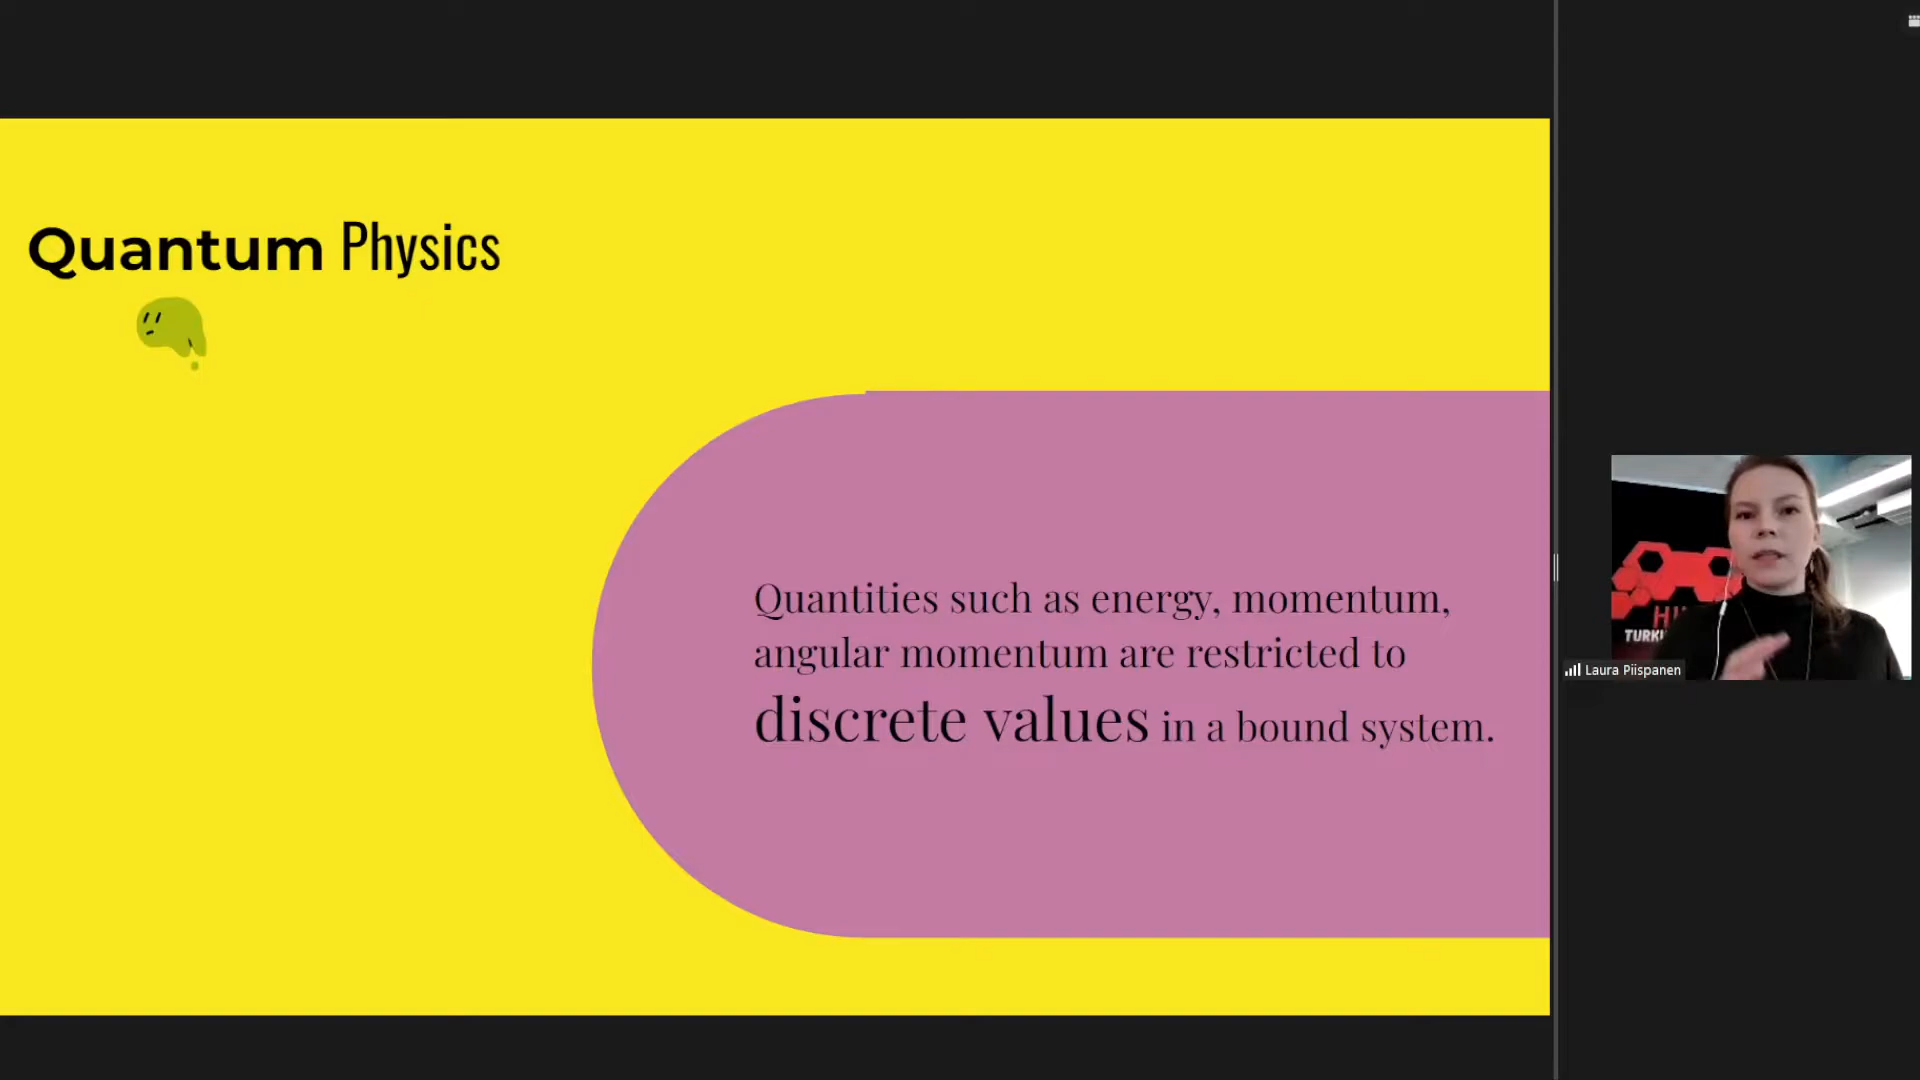 Quantum Physics
Quantities such as energy, momentum,
angular momentum are restricted to
discrete values in a bound system.
TURK
Laura Piispanen